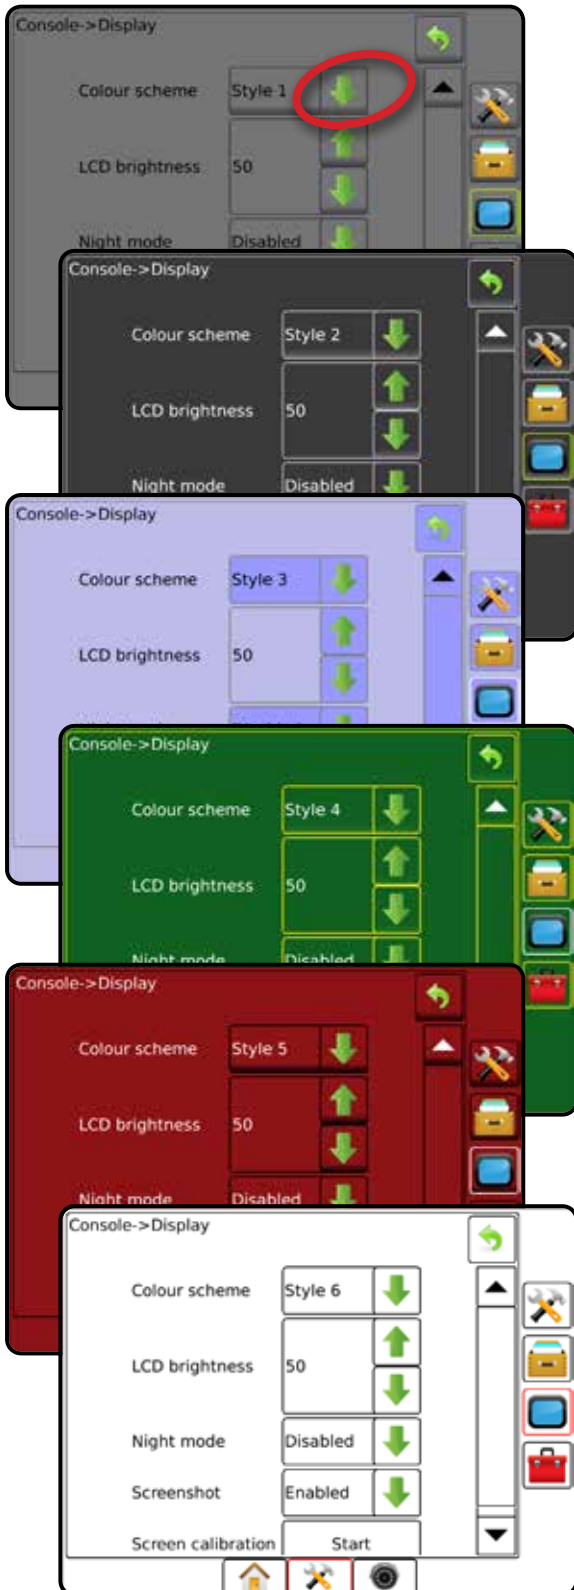 Console->Display
Colour scheme Style 1
LCD brightness 50
Night mode Disabled
Console->Display
Colour scheme Style 2
LCD brightness 50
Night mode Disabled
Console->Display
Colour scheme Style 3
LCD brightness 50
Console->Display
Colour scheme Style 4
LCD brightness 50
Night mode Disabled
Console->Display
Colour scheme Style 5
LCD brightness 50
Night mode Disabled
Console->Display
Colour scheme Style 6
LCD brightness 50
Night mode Disabled
Screenshot Enabled
Screen calibration Start